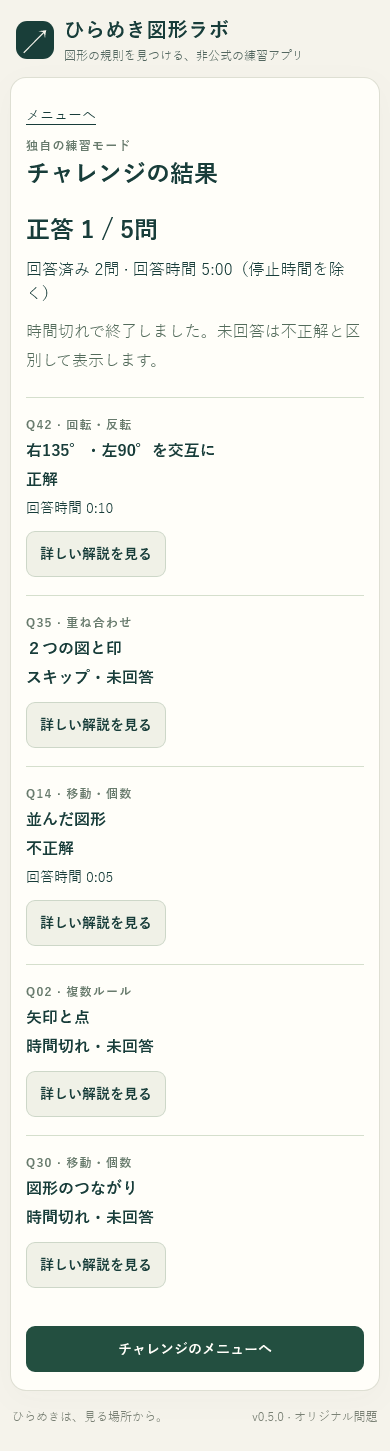 ひらめき図形ラボ
図形の規則を見つける、非公式の練習アプリ
メニューへ
独自の練習モード
チャレンジの結果
正答 1 / 5問
回答済み 2問 · 回答時間 5:00（停止時間を除
く）
時間切れで終了しました。未回答は不正解と区
別して表示します。
Q42 · 回転・反転
右135°・左90°を交互に
正解
回答時間 0:10
詳しい解説を見る
Q35 · 重ね合わせ
２つの図と印
スキップ・未回答
詳しい解説を見る
Q14 · 移動・個数
並んだ図形
不正解
回答時間 0:05
詳しい解説を見る
Q02 · 複数ルール
矢印と点
時間切れ・未回答
詳しい解説を見る
Q30 · 移動・個数
図形のつながり
時間切れ・未回答
詳しい解説を見る
チャレンジのメニューへ
ひらめきは、見る場所から。
v0.5.0 · オリジナル問題